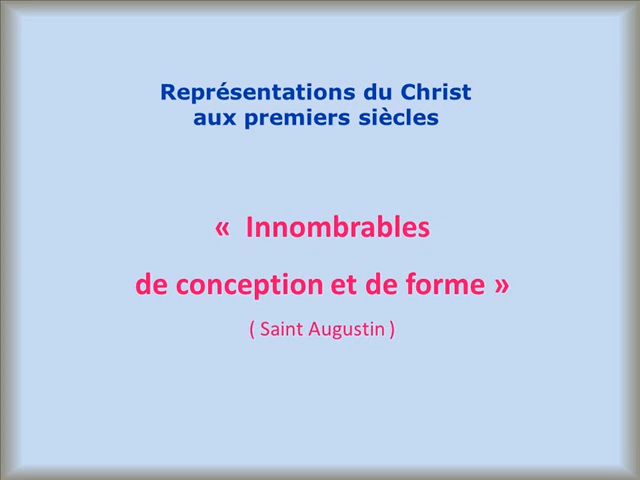 Représentations du Christ
aux premiers siècles
« Innombrables
de conception et de forme »
( Saint Augustin )